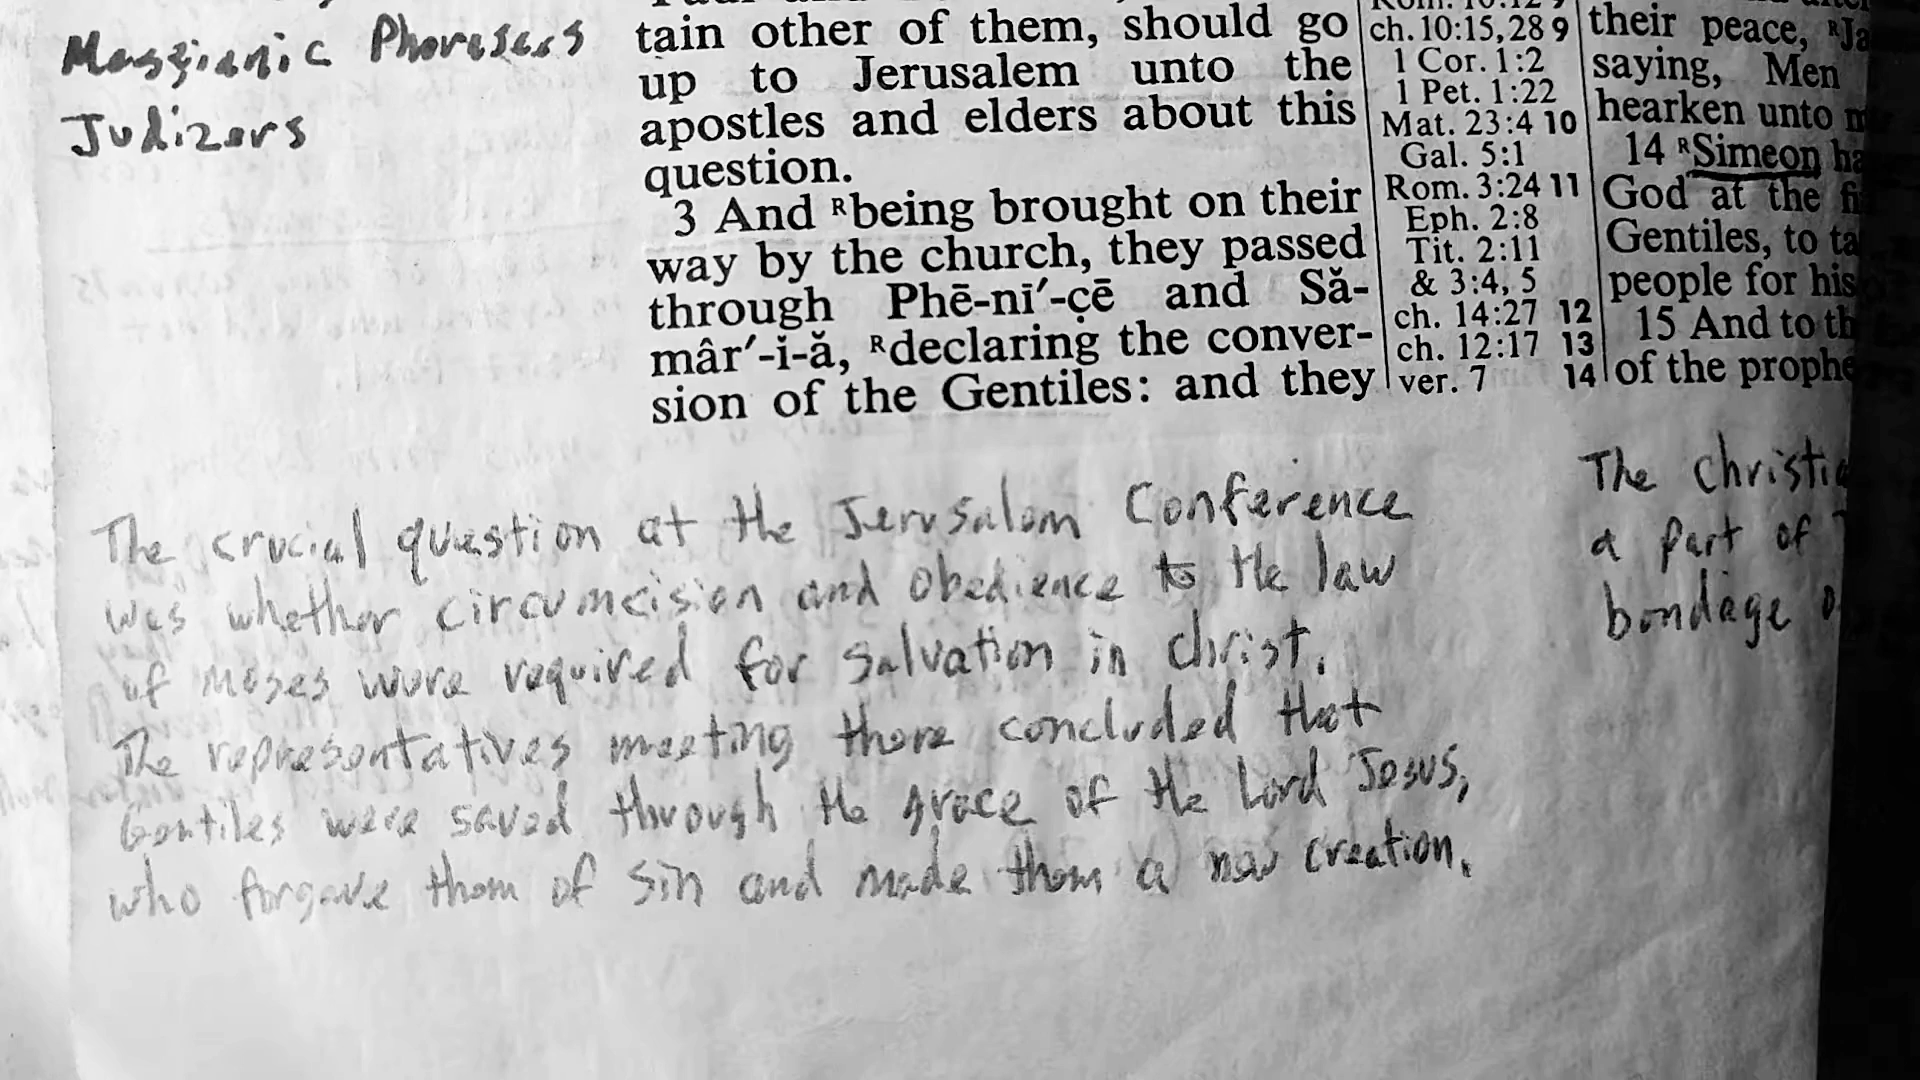 Messianic Phoresees
Judizers
tain other of them, should go
up to Jerusalem unto the
apostles and elders about this
question.
3 And ᴿbeing brought on their
way by the church, they passed
through Phē-nī′-çē and Să-
mâr′-ĭ-ă, ᴿdeclaring the conver-
sion of the Gentiles: and they
ch. 10:15, 28 9
1 Cor. 1:2
1 Pet. 1:22
Mat. 23:4 10
Gal. 5:1
Rom. 3:24 11
Eph. 2:8
Tit. 2:11
& 3:4, 5
ch. 14:27 12
ch. 12:17 13
ver. 7 14
their peace, ᴿJa
saying, Men
hearken unto
14 ᴿSimeon ha
God at the fi
Gentiles, to ta
people for his
15 And to th
of the prophe
The crucial question at the Jerusalem Conference
was whether circumcision and obedience to the law
of moses were required for salvation in christ.
The representatives meeting there concluded that
Gentiles were saved through the grace of the Lord Jesus,
who forgave them of sin and made them a new creation.
The Christia
a part of
bondage o